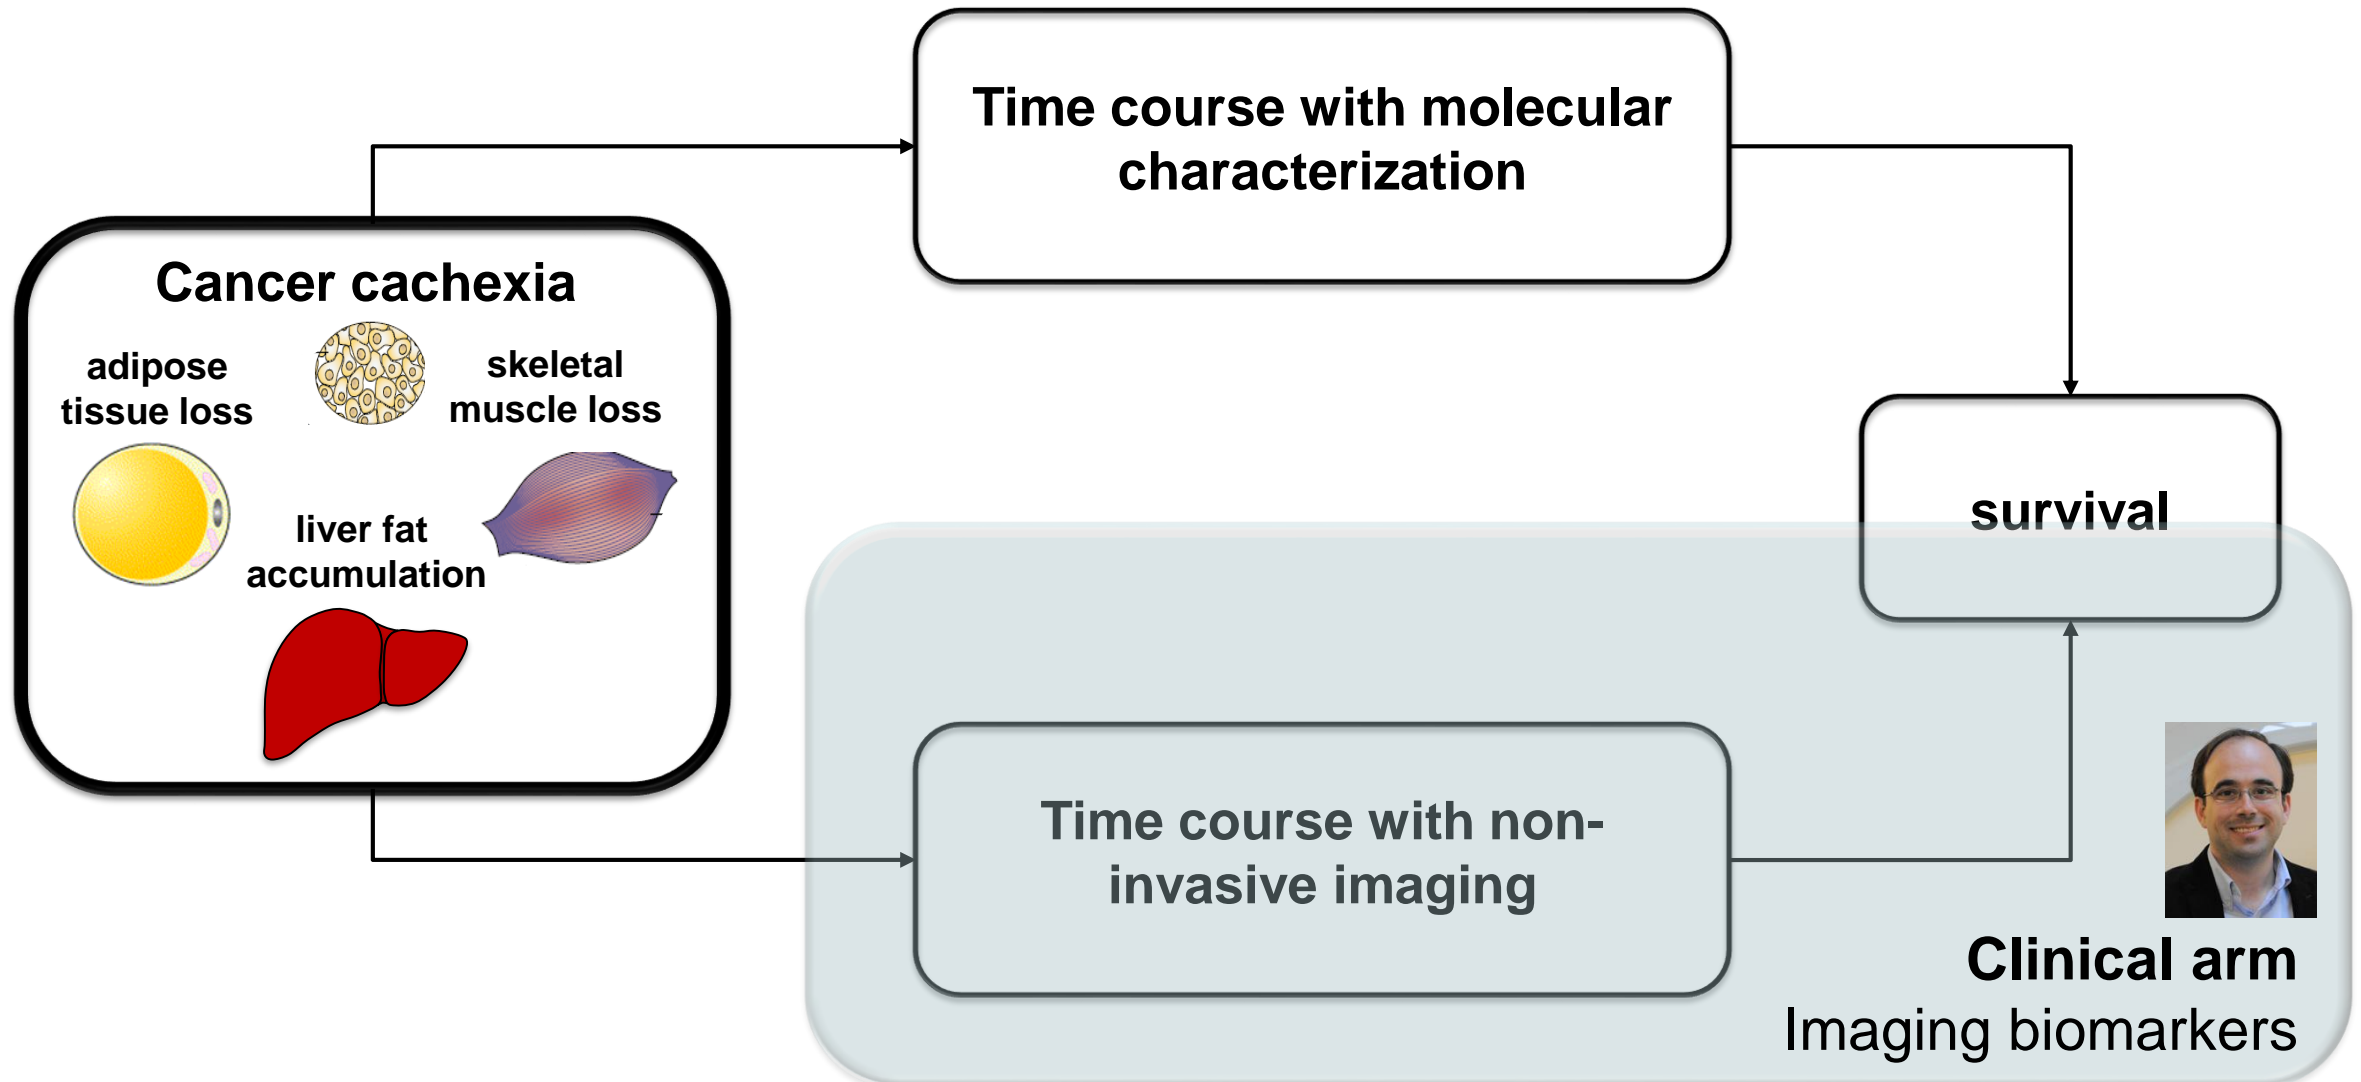 Time course with molecular
characterization
Cancer cachexia
adipose
tissue loss
skeletal
muscle loss
liver fat
accumulation
survival
Time course with non-
invasive imaging
Clinical arm
Imaging biomarkers